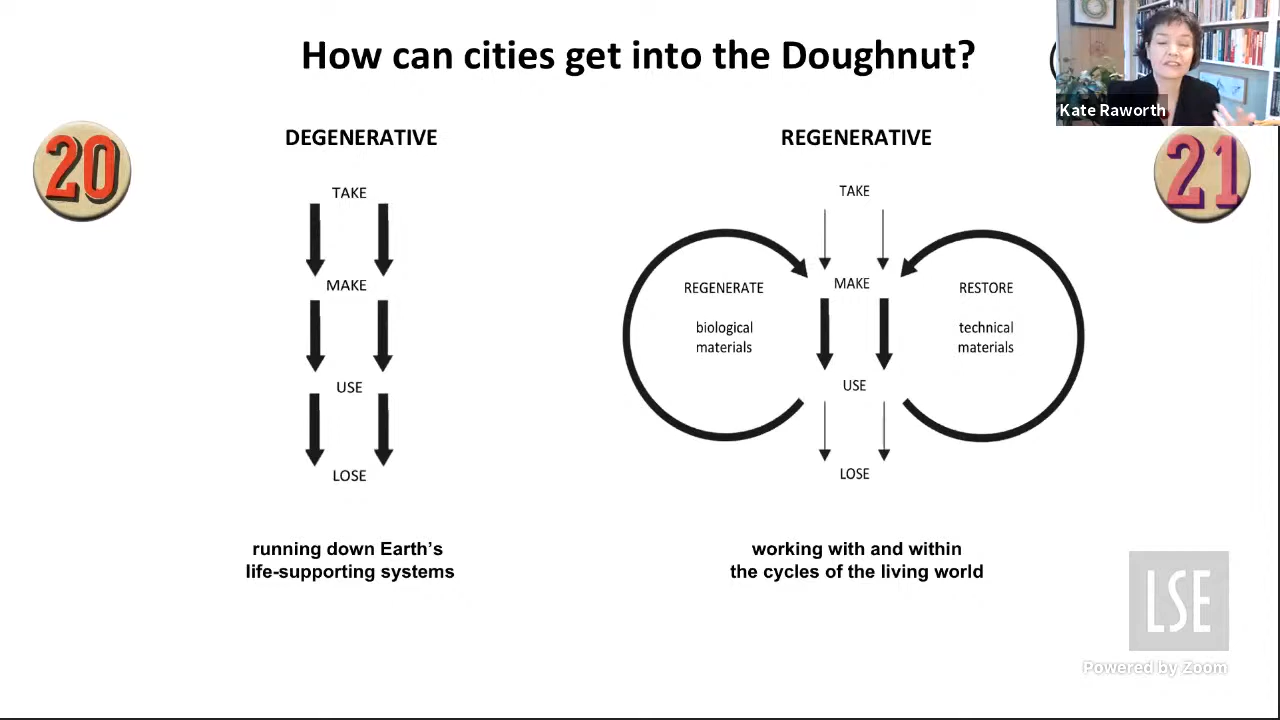 How can cities get into the Doughnut?
Kate Raworth
20
DEGENERATIVE
TAKE
MAKE
USE
LOSE
running down Earth’s
life-supporting systems
REGENERATIVE
21
TAKE
MAKE
USE
LOSE
REGENERATE
biological
materials
RESTORE
technical
materials
working with and within
the cycles of the living world
LSE
Powered by Zoom